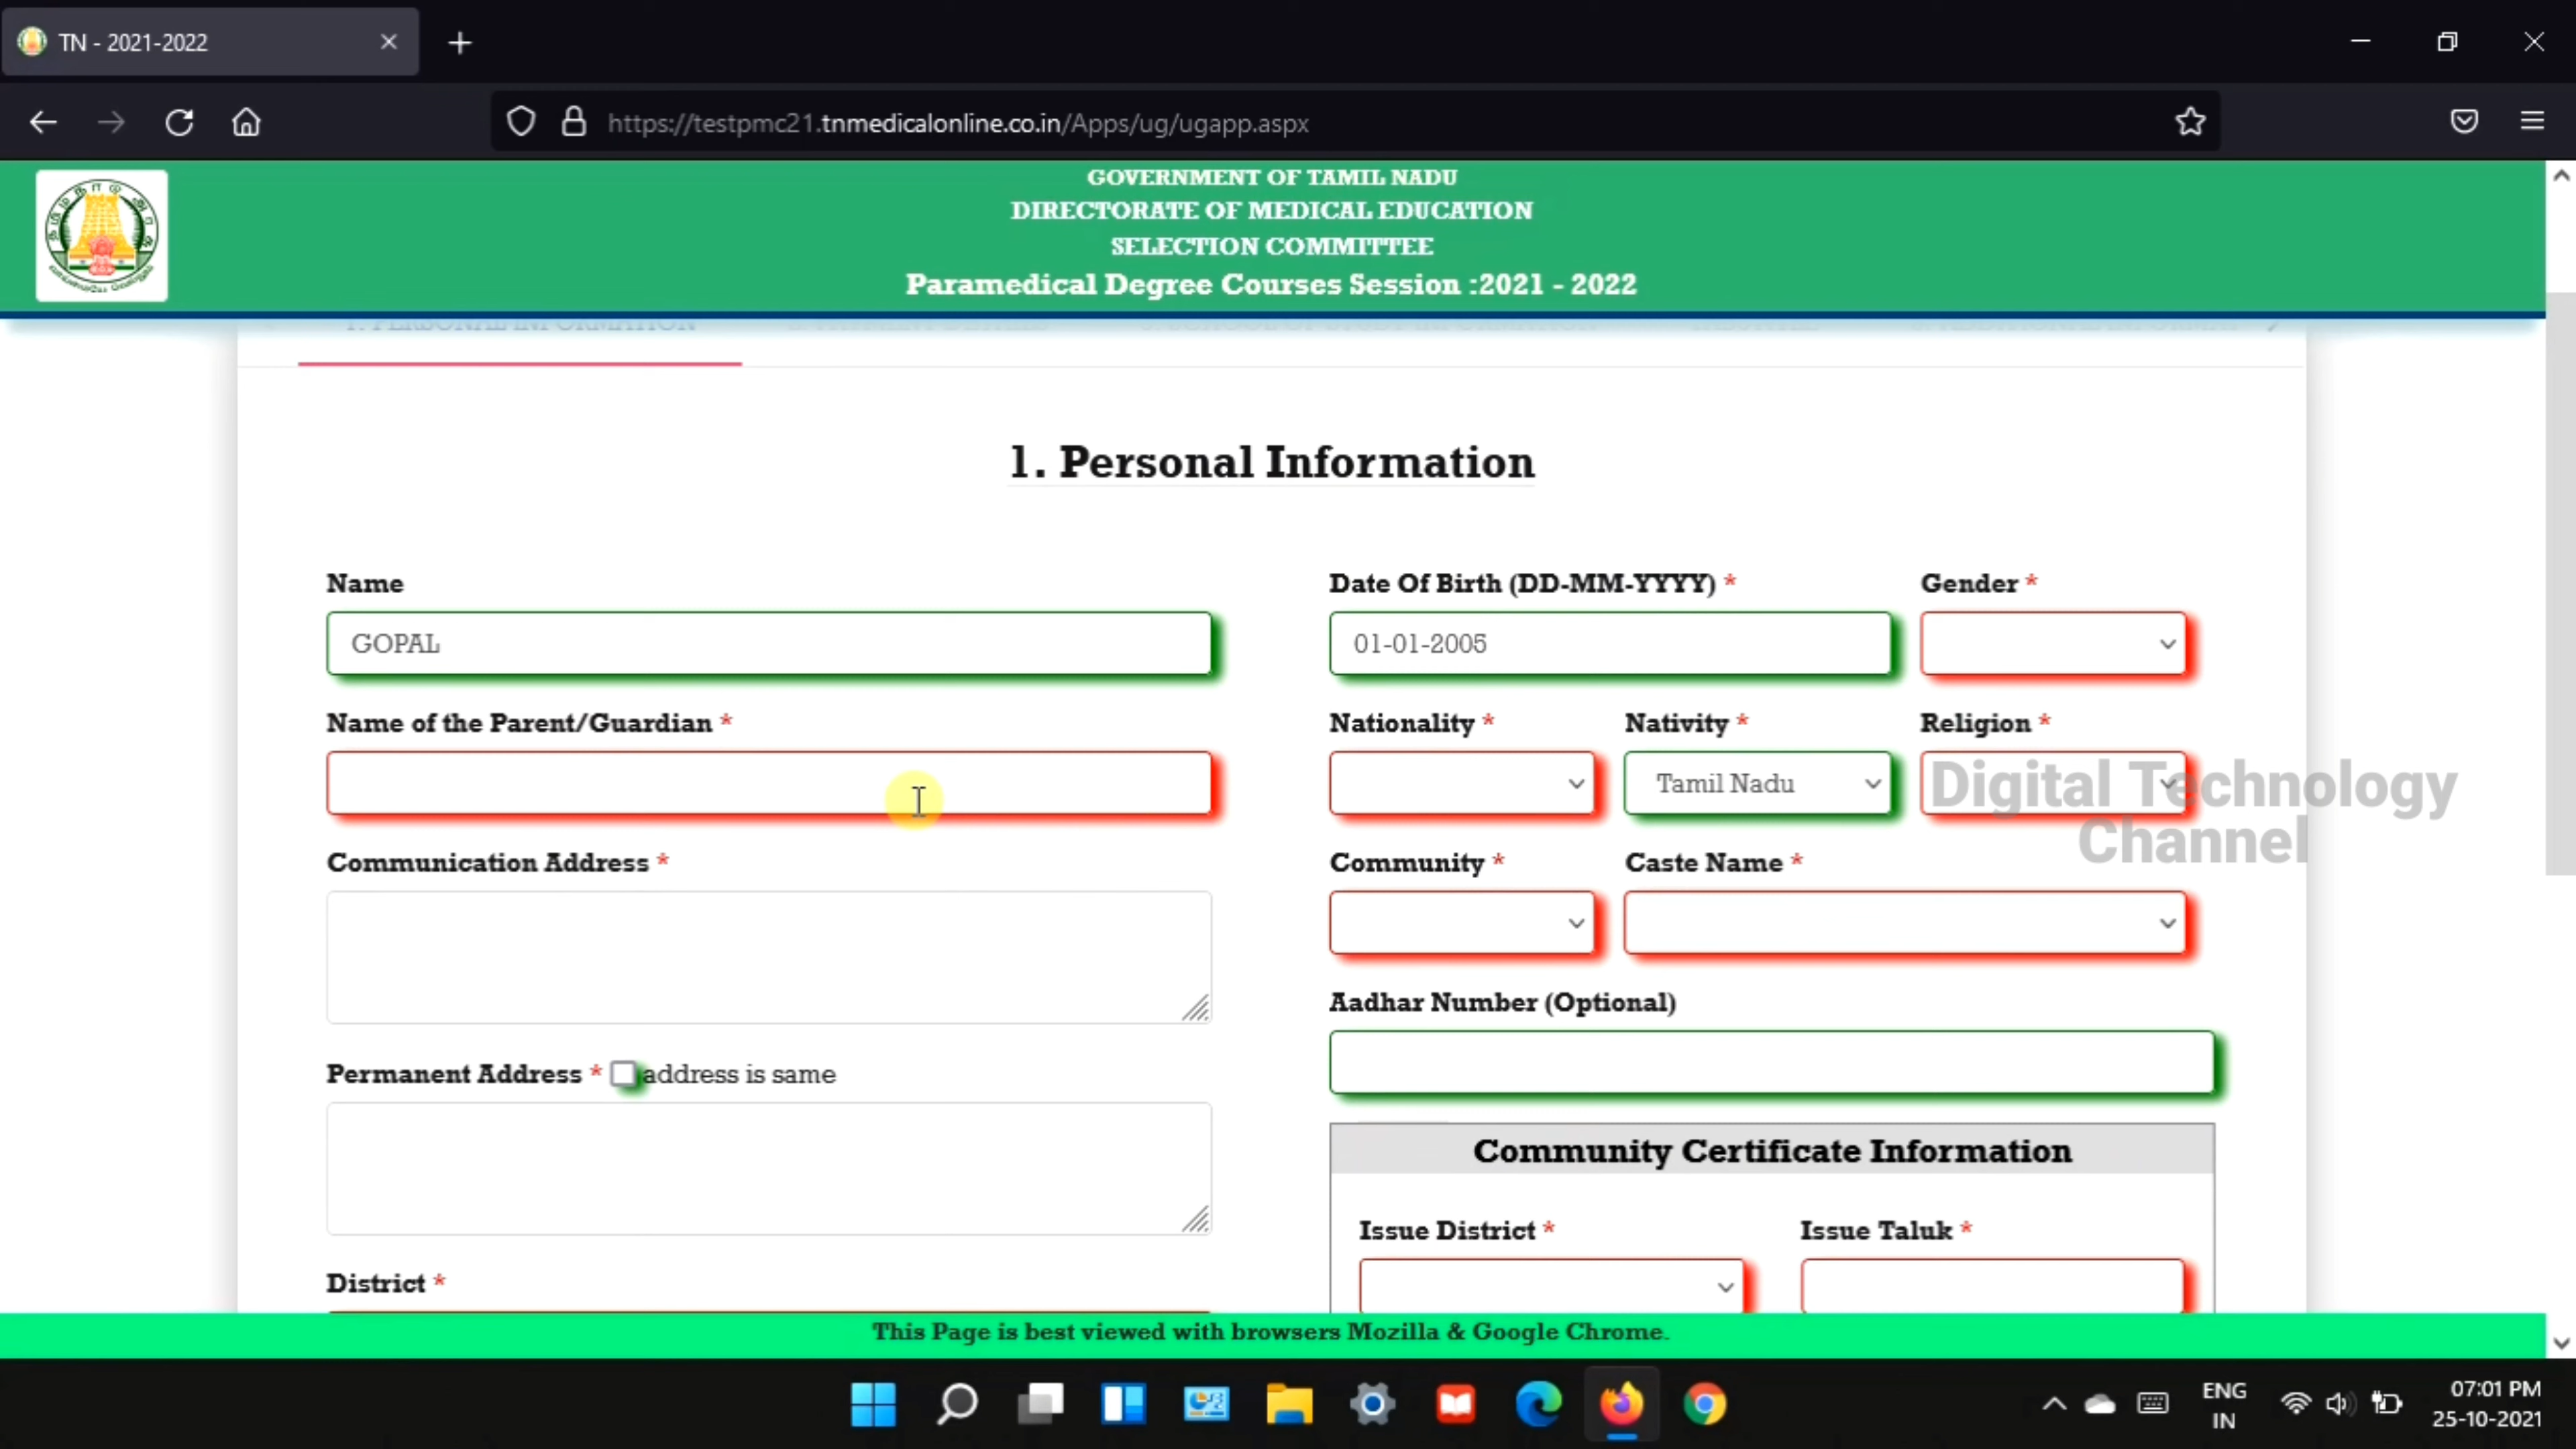 TN - 2021-2022
https://testpmc21.tnmedicalonline.co.in/Apps/ug/ugapp.aspx
GOVERNMENT OF TAMIL NADU
DIRECTORATE OF MEDICAL EDUCATION
SELECTION COMMITTEE
Paramedical Degree Courses Session :2021 - 2022
1. PERSONAL INFORMATION
1. Personal Information
Name
GOPAL
Date Of Birth (DD-MM-YYYY) *
01-01-2005
Gender *
Name of the Parent/Guardian *
Nationality *
Nativity *
Tamil Nadu
Religion *
Digital Technology
Channel
Communication Address *
Community *
Caste Name *
Aadhar Number (Optional)
Permanent Address * address is same
Community Certificate Information
Issue District *
Issue Taluk *
District *
This Page is best viewed with browsers Mozilla & Google Chrome.
ENG
IN
07:01 PM
25-10-2021